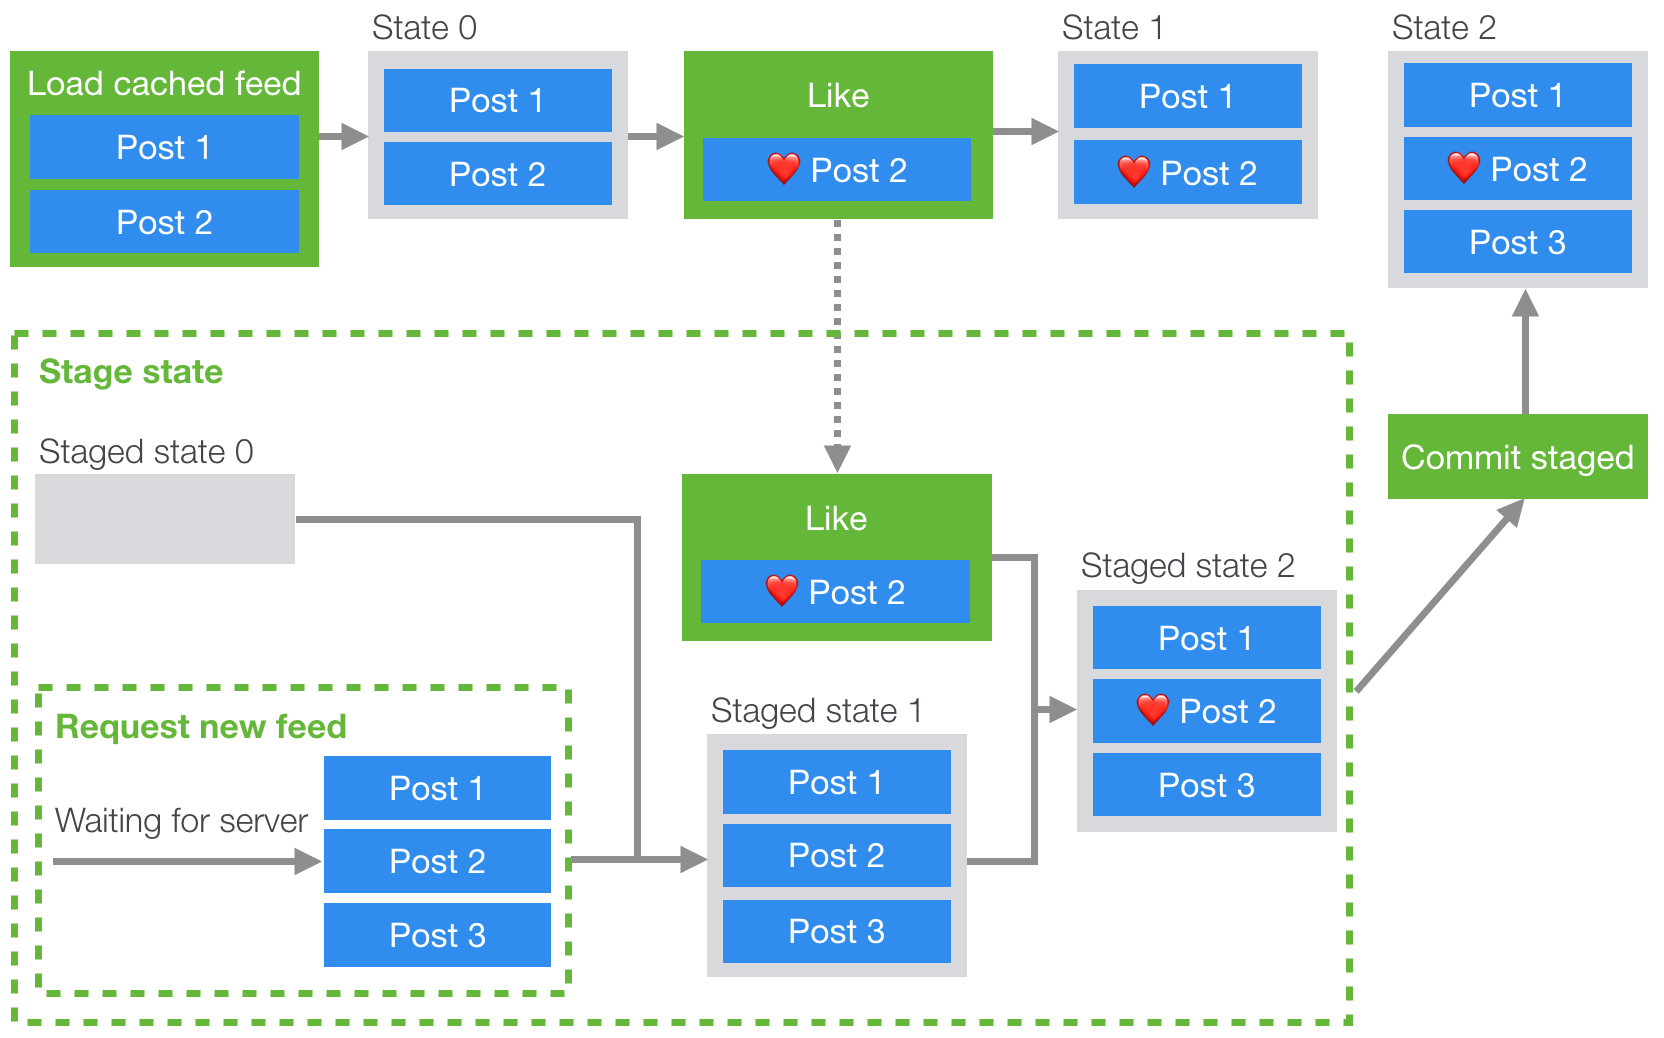 State 0
State 1
State 2
Load cached feed
Post 1
Post 2
Post 1
Post 2
Like
❤️ Post 2
Post 1
❤️ Post 2
Post 1
❤️ Post 2
Post 3
Stage state
Staged state 0
Like
❤️ Post 2
Commit staged
Staged state 2
Post 1
❤️ Post 2
Post 3
Request new feed
Waiting for server
Post 1
Post 2
Post 3
Staged state 1
Post 1
Post 2
Post 3